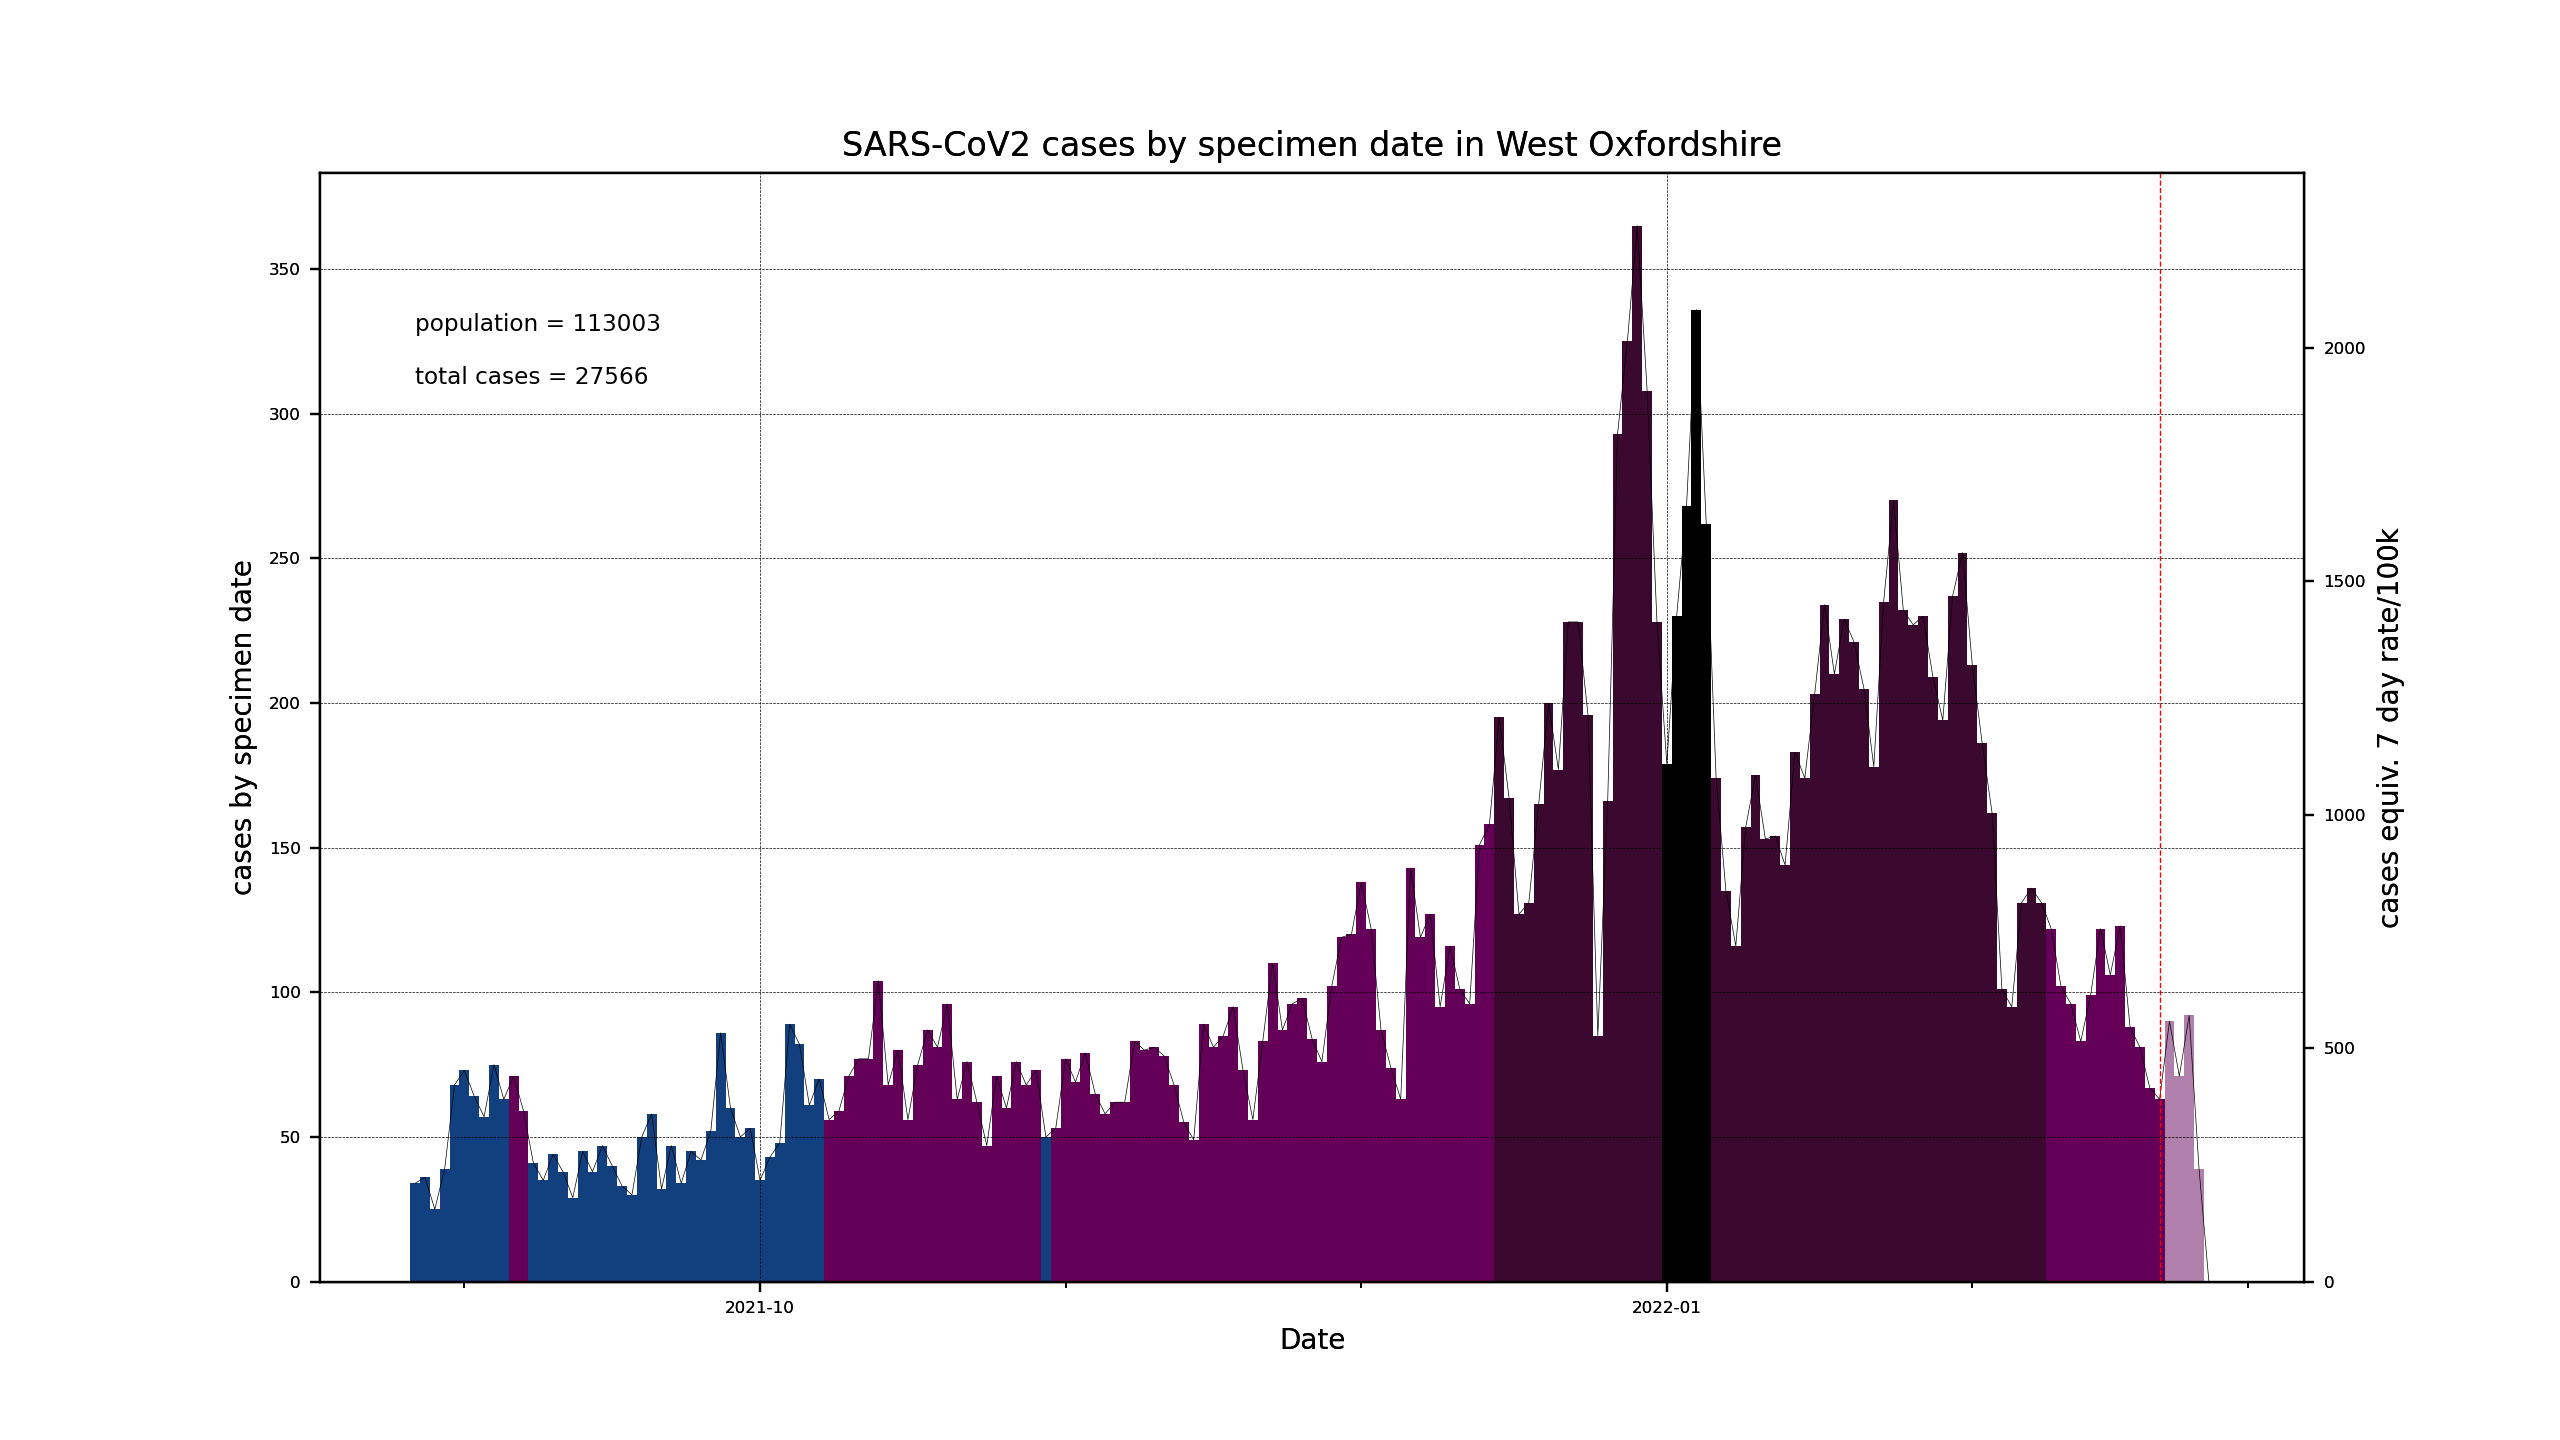 SARS-CoV2 cases by specimen date in West Oxfordshire
population = 113003
total cases = 27566
cases by specimen date
350
300
250
200
150
100
50
0
2021-10
2022-01
Date
2000
1500
1000
500
0
cases equiv. 7 day rate/100k